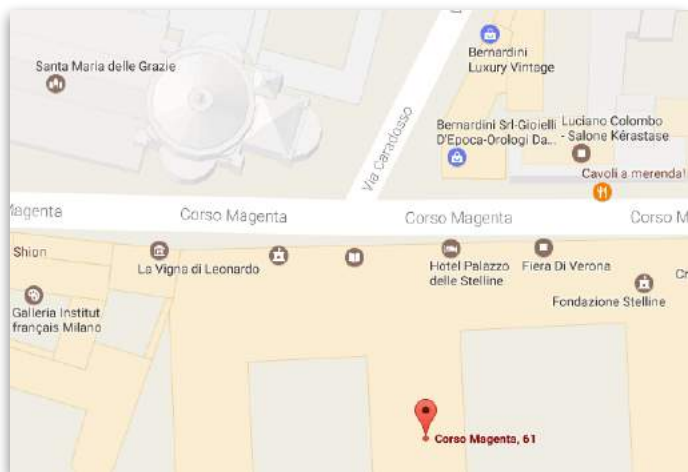 Santa Maria delle Grazie
Bernardini
Luxury Vintage
Via Caradosso
Bernardini Srl-Gioielli
D'Epoca-Orologi Da...
Luciano Colombo
- Salone Kérastase
Cavoli a merenda!
Magenta
Corso Magenta
Corso Magenta
Corso M
Shion
La Vigna di Leonardo
Hotel Palazzo
delle Stelline
Fiera Di Verona
Fondazione Stelline
Cr
Galleria Institut
français Milano
Corso Magenta, 61